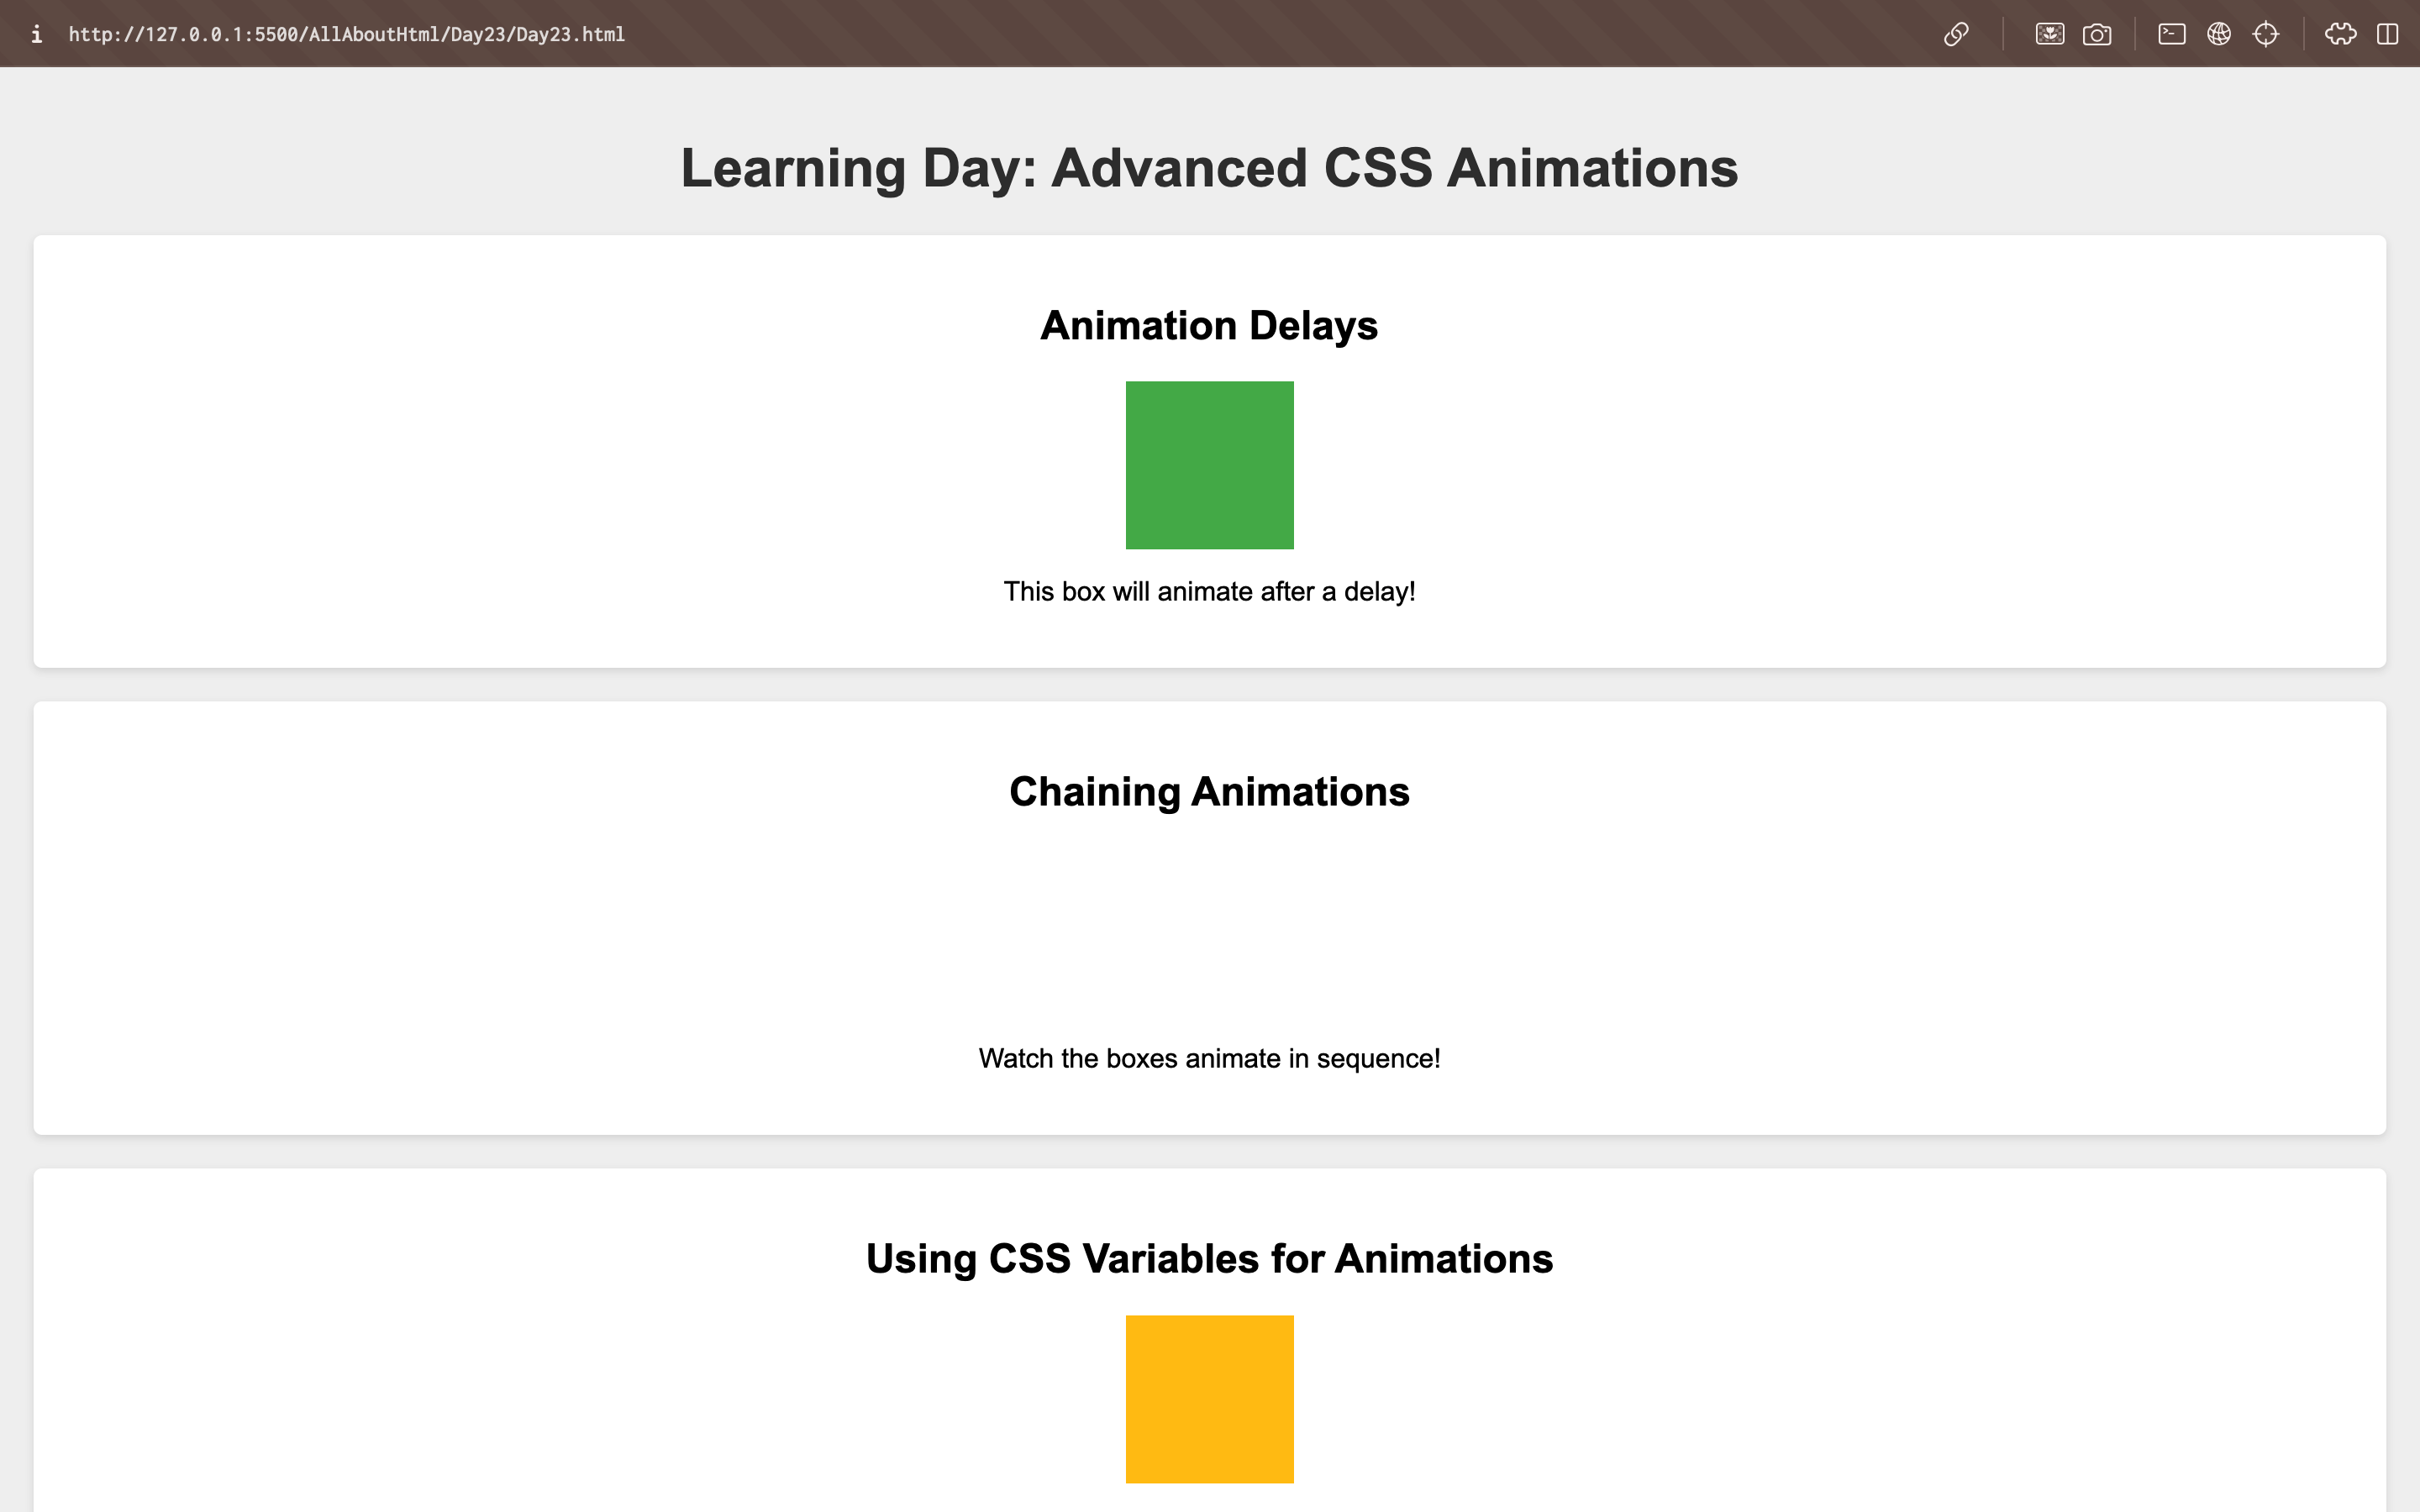 http://127.0.0.1:5500/AllAboutHtml/Day23/Day23.html
Learning Day: Advanced CSS Animations
Animation Delays
This box will animate after a delay!
Chaining Animations
Watch the boxes animate in sequence!
Using CSS Variables for Animations